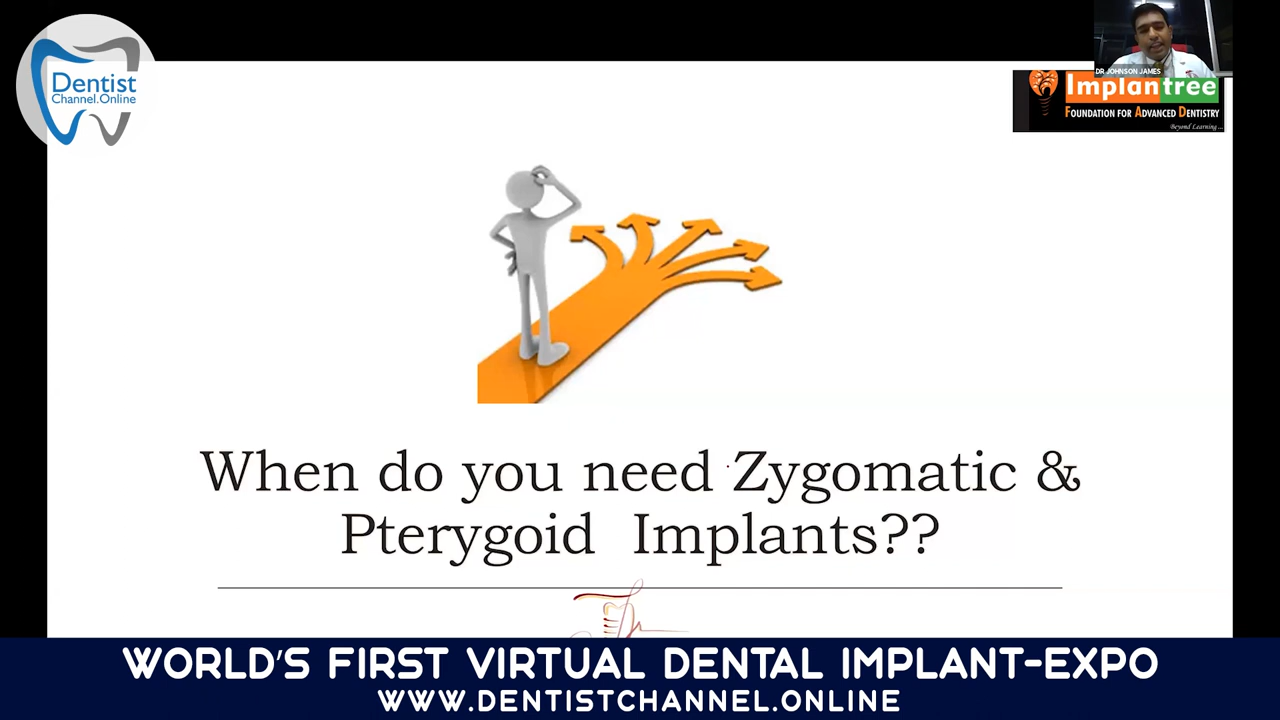 Dentist
Channel.Online
DR JOHNSON JAMES
Implantree
FOUNDATION FOR ADVANCED DENTISTRY
Beyond Learning...
When do you need Zygomatic &
Pterygoid Implants??
WORLD'S FIRST VIRTUAL DENTAL IMPLANT-EXPO
WWW.DENTISTCHANNEL.ONLINE